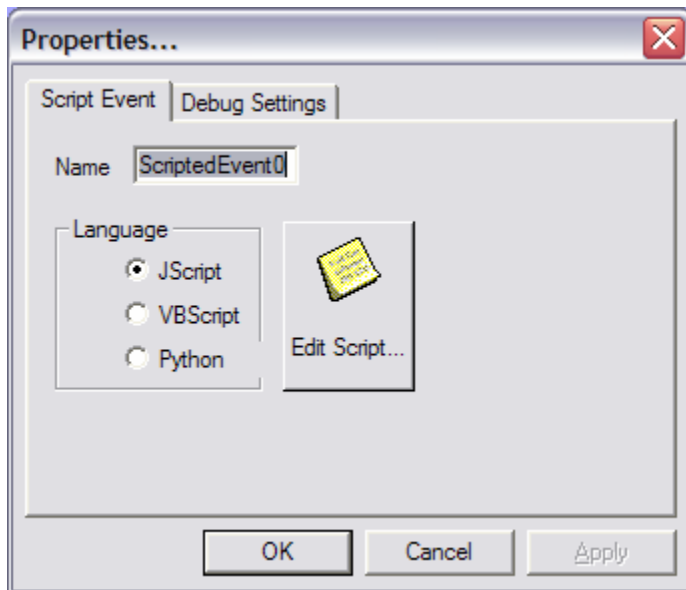 Properties...
Script Event Debug Settings
Name ScriptedEvent0
Language
JScript
VBScript
Python
Edit Script...
OK Cancel Apply